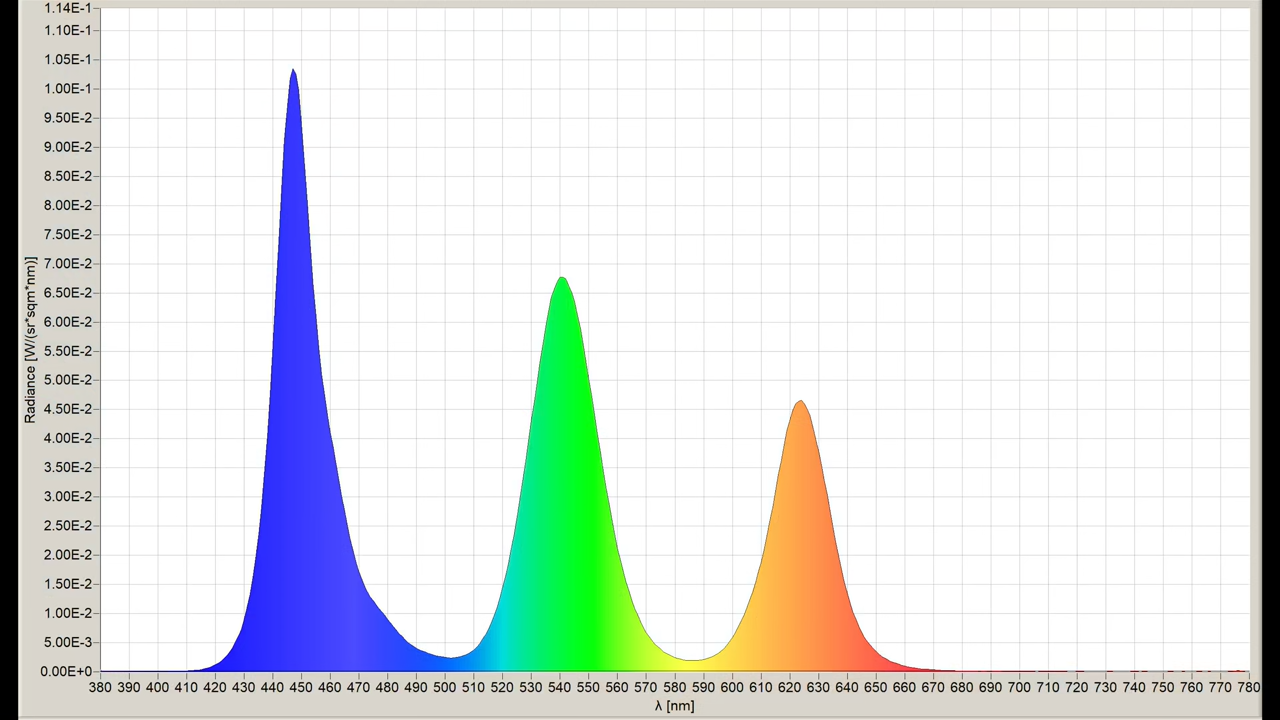 1.14E-1
1.10E-1
1.05E-1
1.00E-1
9.50E-2
9.00E-2
8.50E-2
8.00E-2
7.50E-2
7.00E-2
6.50E-2
6.00E-2
5.50E-2
5.00E-2
4.50E-2
4.00E-2
3.50E-2
3.00E-2
2.50E-2
2.00E-2
1.50E-2
1.00E-2
5.00E-3
0.00E+0
Radiance [W/(sr*sqm*nm)]
380 390 400 410 420 430 440 450 460 470 480 490 500 510 520 530 540 550 560 570 580 590 600 610 620 630 640 650 660 670 680 690 700 710 720 730 740 750 760 770 780
λ [nm]